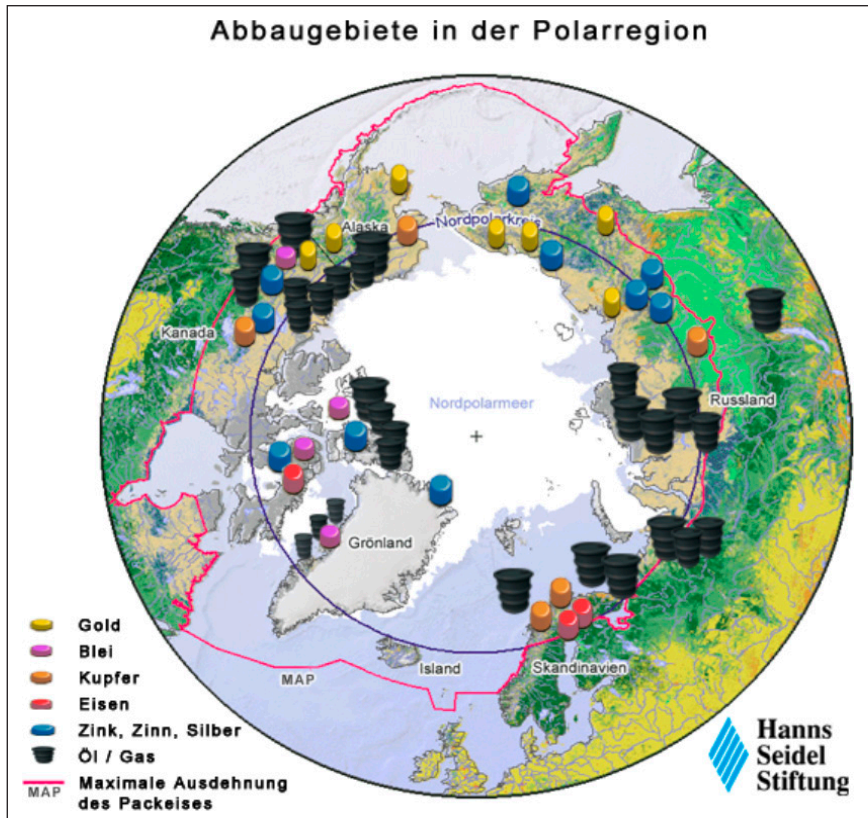 Abbaugebiete in der Polarregion
Alaska
Nordpolarkreis
Kanada
Nordpolarmeer
Russland
Grönland
Island
Skandinavien
MAP
Gold
Blei
Kupfer
Eisen
Zink, Zinn, Silber
Öl / Gas
Maximale Ausdehnung
MAP
des Packeises
Hanns
Seidel
Stiftung